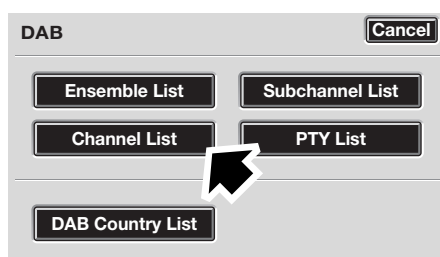 DAB Cancel
Ensemble List Subchannel List
Channel List PTY List
DAB Country List